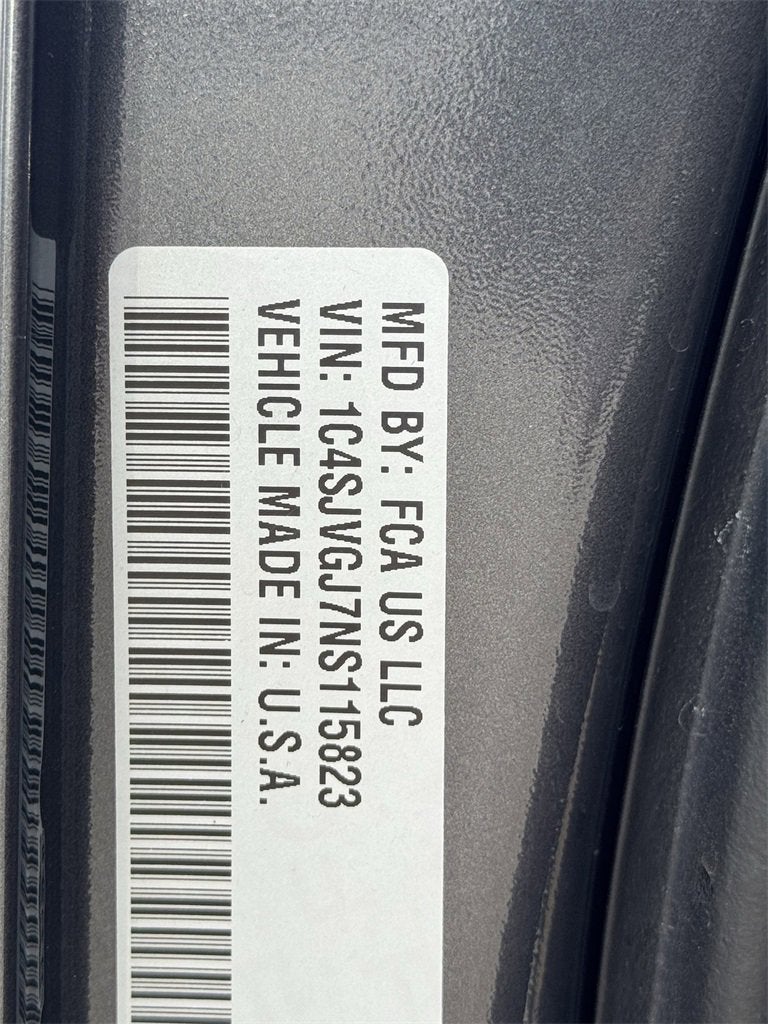 MFD BY: FCA US LLC
VIN: 1C4SJVGJ7NS115823
VEHICLE MADE IN: U.S.A.